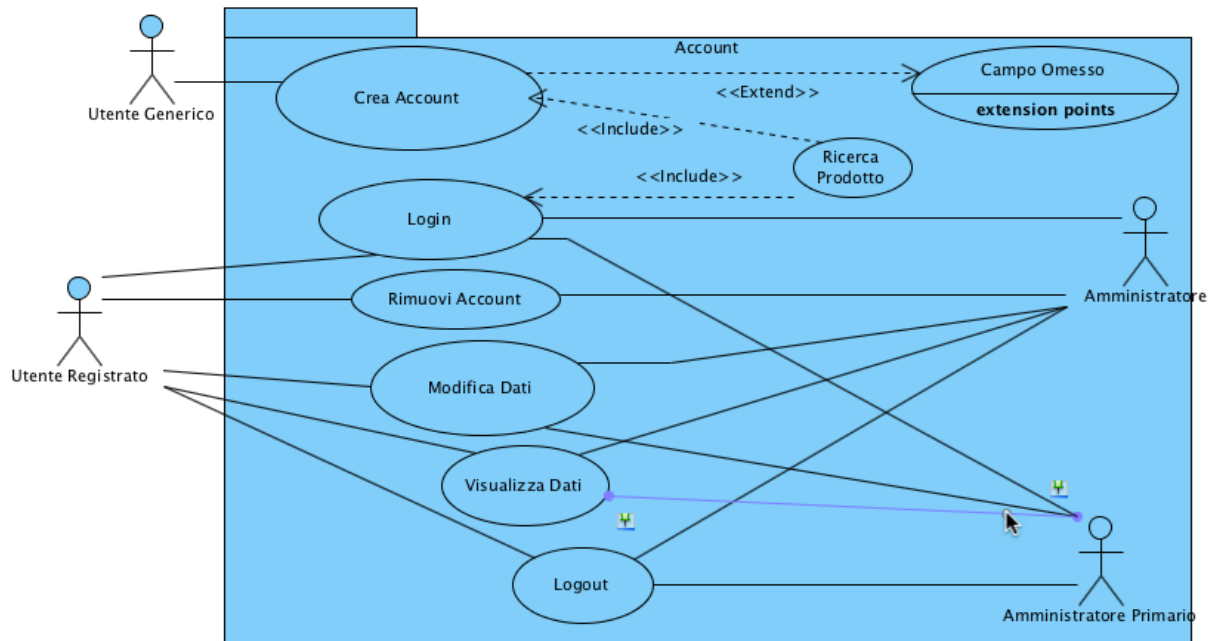 Account
Utente Generico
Crea Account
<<Extend>>
Campo Omesso
extension points
<<Include>>
Ricerca
Prodotto
<<Include>>
Login
Rimuovi Account
Amministratore
Utente Registrato
Modifica Dati
Visualizza Dati
Logout
Amministratore Primario